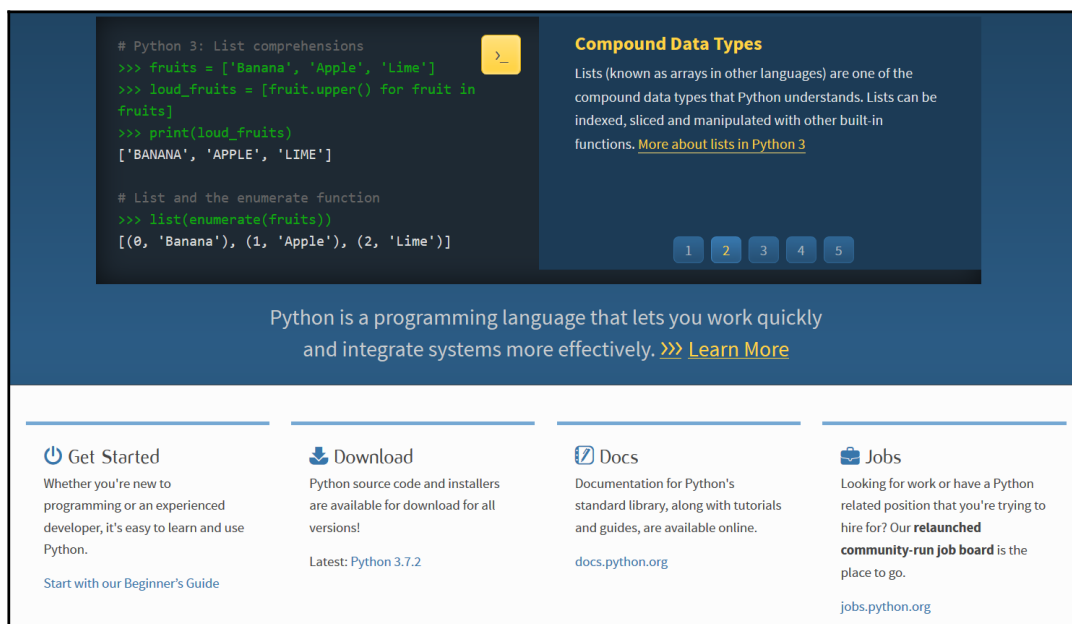 # Python 3: List comprehensions
>>> fruits = ['Banana', 'Apple', 'Lime']
>>> loud_fruits = [fruit.upper() for fruit in
fruits]
>>> print(loud_fruits)
['BANANA', 'APPLE', 'LIME']
# List and the enumerate function
>>> list(enumerate(fruits))
[(0, 'Banana'), (1, 'Apple'), (2, 'Lime')]
>_
Compound Data Types
Lists (known as arrays in other languages) are one of the
compound data types that Python understands. Lists can be
indexed, sliced and manipulated with other built-in
functions. More about lists in Python 3
1 2 3 4 5
Python is a programming language that lets you work quickly
and integrate systems more effectively. >>> Learn More
Get Started
Whether you're new to
programming or an experienced
developer, it's easy to learn and use
Python.
Start with our Beginner's Guide
Download
Python source code and installers
are available for download for all
versions!
Latest: Python 3.7.2
Docs
Documentation for Python's
standard library, along with tutorials
and guides, are available online.
docs.python.org
Jobs
Looking for work or have a Python
related position that you're trying to
hire for? Our relaunched
community-run job board is the
place to go.
jobs.python.org